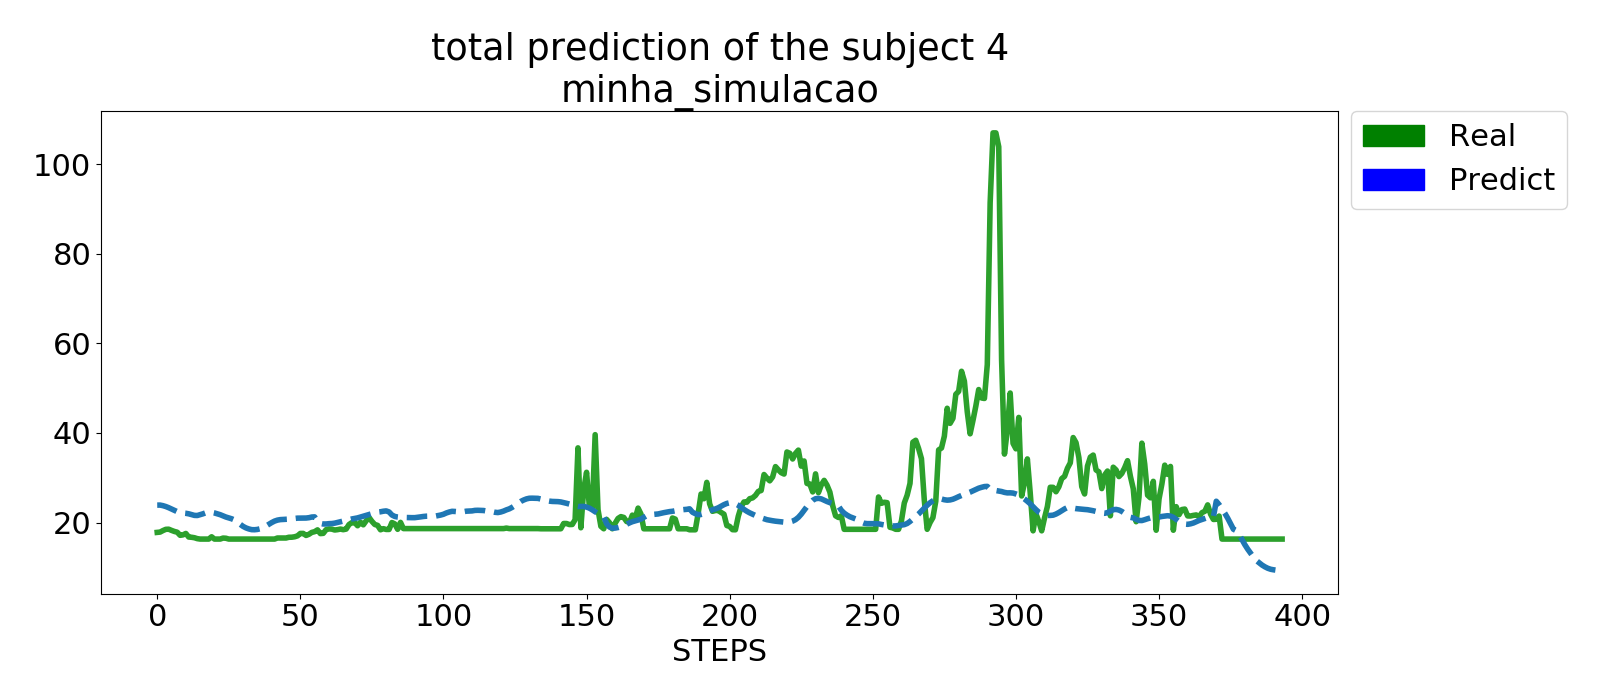 total prediction of the subject 4
minha_simulacao
Real
Predict
100
80
60
40
20
0 50 100 150 200 250 300 350 400
STEPS